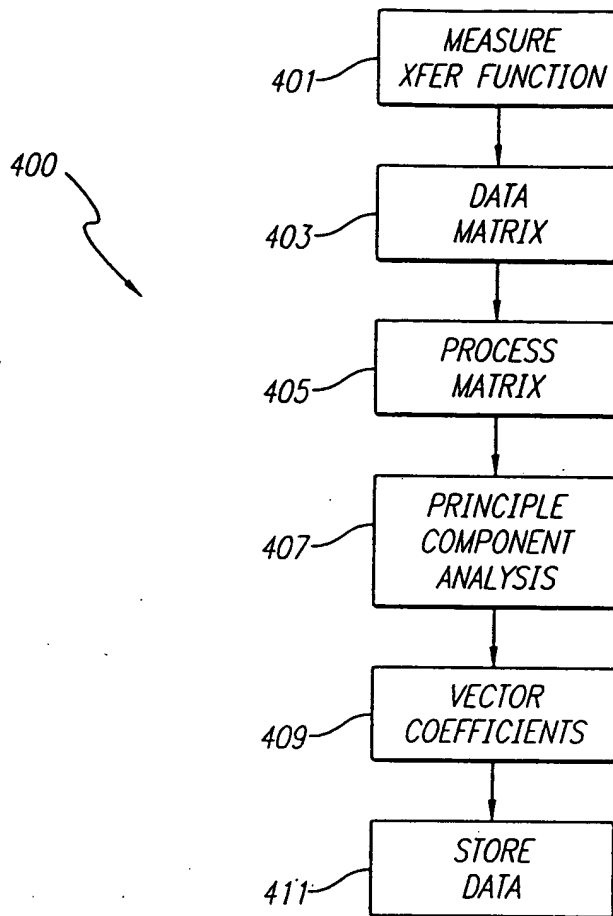 MEASURE
XFER FUNCTION
401
400
DATA
MATRIX
403
PROCESS
MATRIX
405
PRINCIPLE
COMPONENT
ANALYSIS
407
VECTOR
COEFFICIENTS
409
STORE
DATA
411